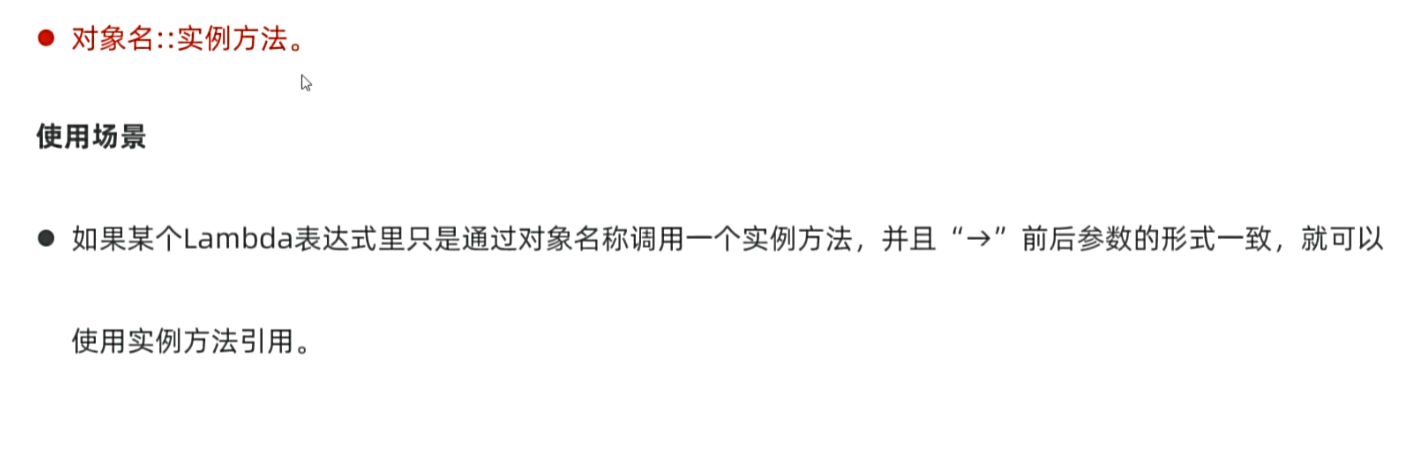 ● 对象名::实例方法。
使用场景
● 如果某个Lambda表达式里只是通过对象名称调用一个实例方法，并且“→”前后参数的形式一致，就可以
使用实例方法引用。